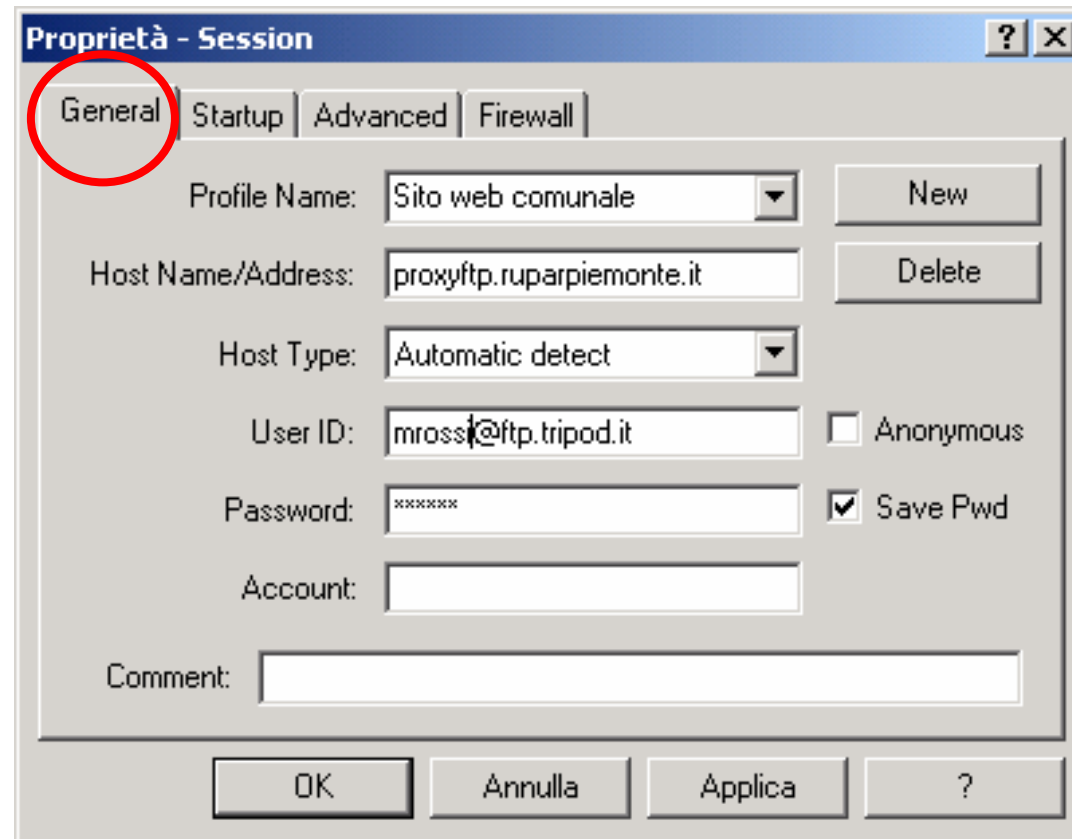 Proprietà - Session ? X
General Startup Advanced Firewall
Profile Name: Sito web comunale New
Host Name/Address: proxyftp.ruparpiemonte.it Delete
Host Type: Automatic detect
User ID: mrossi@ftp.tripod.it Anonymous
Password: ****** Save Pwd
Account:
Comment:
OK Annulla Applica ?